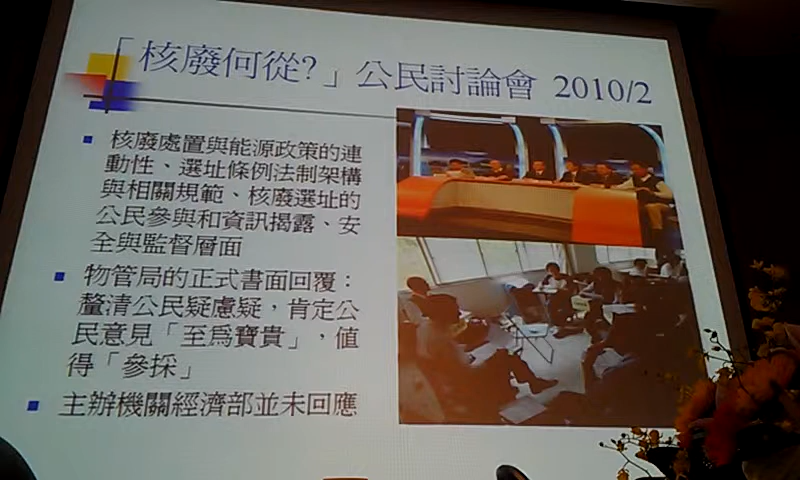 「核廢何從?」公民討論會 2010/2
核廢處置與能源政策的連
動性、選址條例法制架構
與相關規範、核廢選址的
公民參與和資訊揭露、安
全與監督層面
物管局的正式書面回覆：
釐清公民疑慮疑，肯定公
民意見「至為寶貴」，值
得「參採」
主辦機關經濟部並未回應